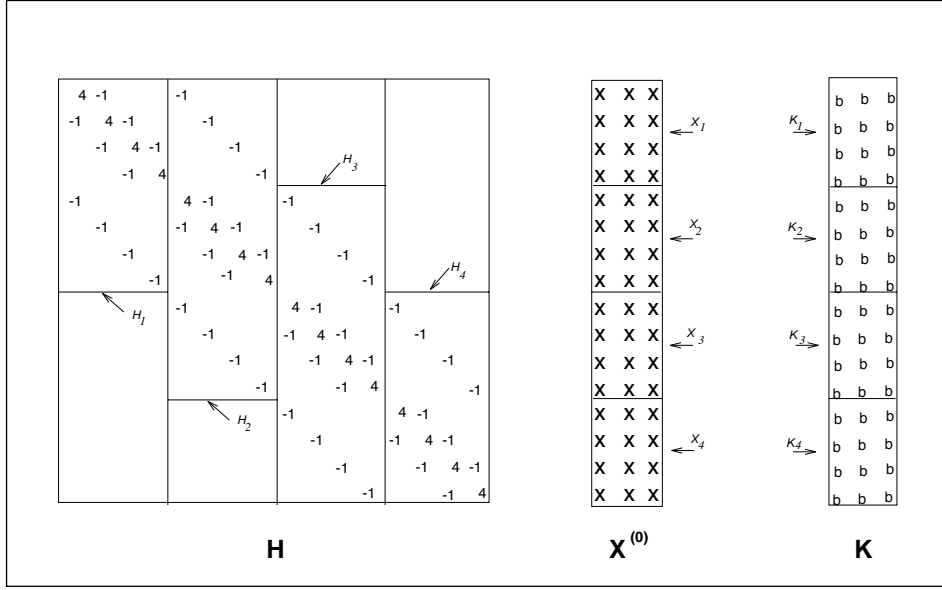 4 -1 -1 X X X b b b
-1 4 -1 -1 X X X X1 K1 b b b
-1 4 -1 -1 X X X b b b
-1 4 -1 H3 X X X b b b
-1 4 -1 -1 X X X b b b
-1 -1 4 -1 -1 X X X X2 K2 b b b
-1 -1 4 -1 -1 X X X b b b
-1 -1 4 -1 H4 X X X b b b
H1 -1 4 -1 -1 X X X b b b
-1 -1 4 -1 -1 X X X X3 K3 b b b
-1 -1 4 -1 -1 X X X b b b
-1 -1 4 -1 X X X b b b
H2 -1 4 -1 X X X b b b
-1 -1 4 -1 X X X X4 K4 b b b
-1 -1 4 -1 X X X b b b
-1 -1 4 X X X b b b
H X(0) K